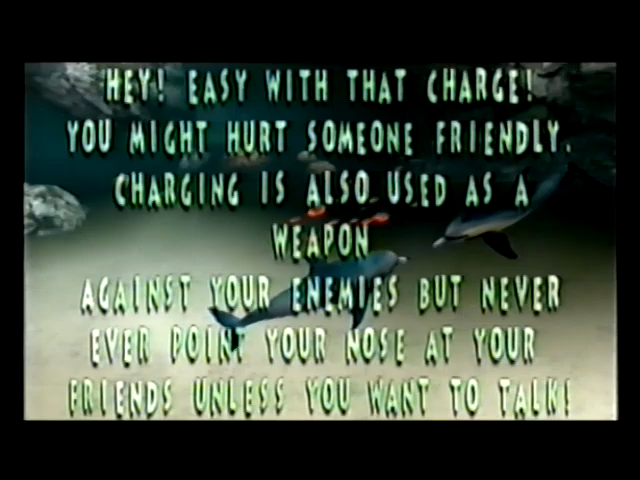 HEY! EASY WITH THAT CHARGE!
YOU MIGHT HURT SOMEONE FRIENDLY.
CHARGING IS ALSO USED AS A
WEAPON
AGAINST YOUR ENEMIES BUT NEVER
EVER POINT YOUR NOSE AT YOUR
FRIENDS UNLESS YOU WANT TO TALK!